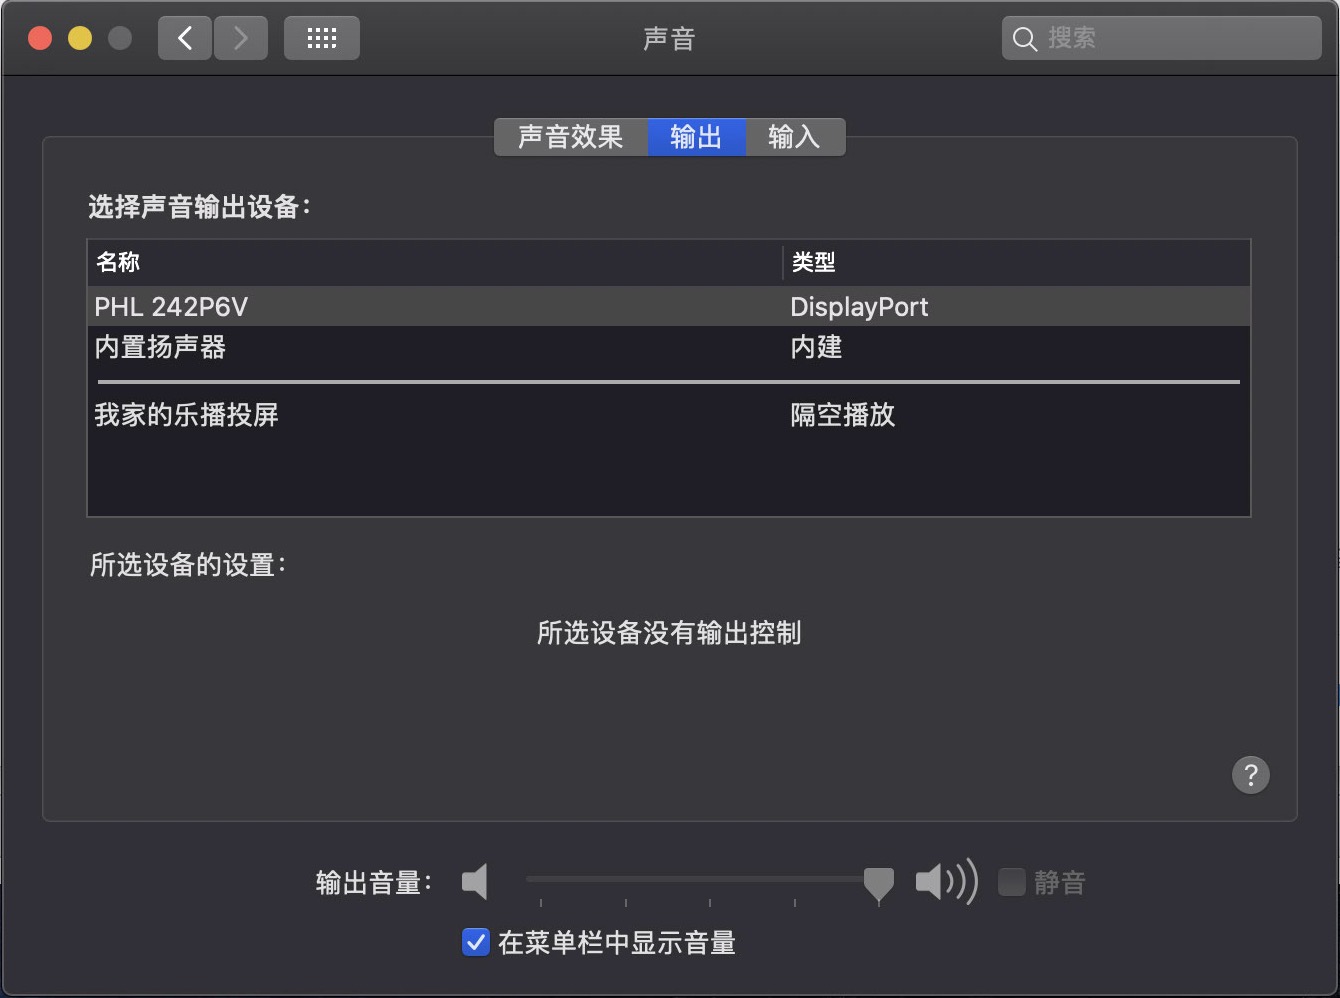 声音
搜索
声音效果 输出 输入
选择声音输出设备：
名称 类型
PHL 242P6V DisplayPort
内置扬声器 内建
我家的乐播投屏 隔空播放
所选设备的设置：
所选设备没有输出控制
?
输出音量： 静音
在菜单栏中显示音量